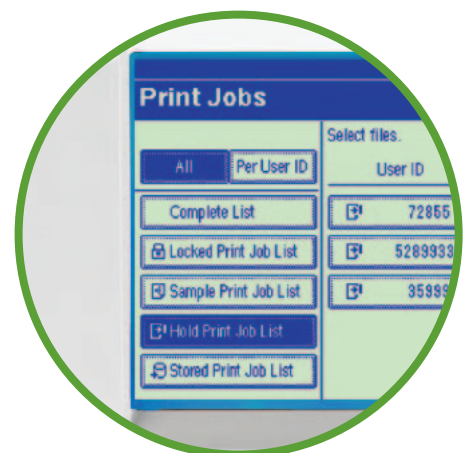 Print Jobs
Select files.
All
Per User ID
User ID
Complete List
72855
Locked Print Job List
5289933
Sample Print Job List
35999
Hold Print Job List
Stored Print Job List